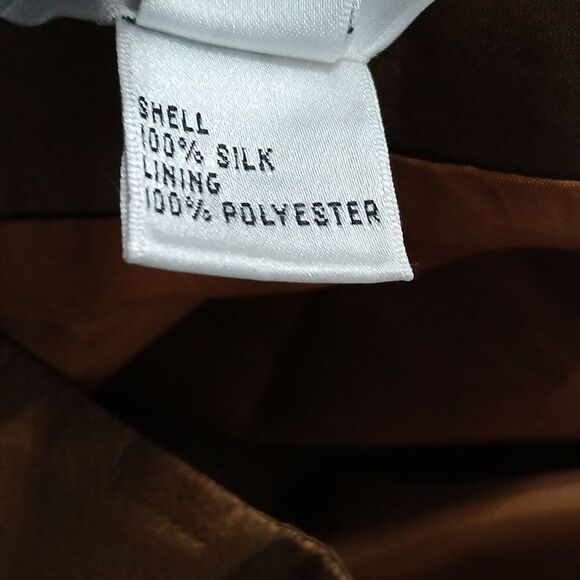 SHELL
100% SILK
LINING
100% POLYESTER